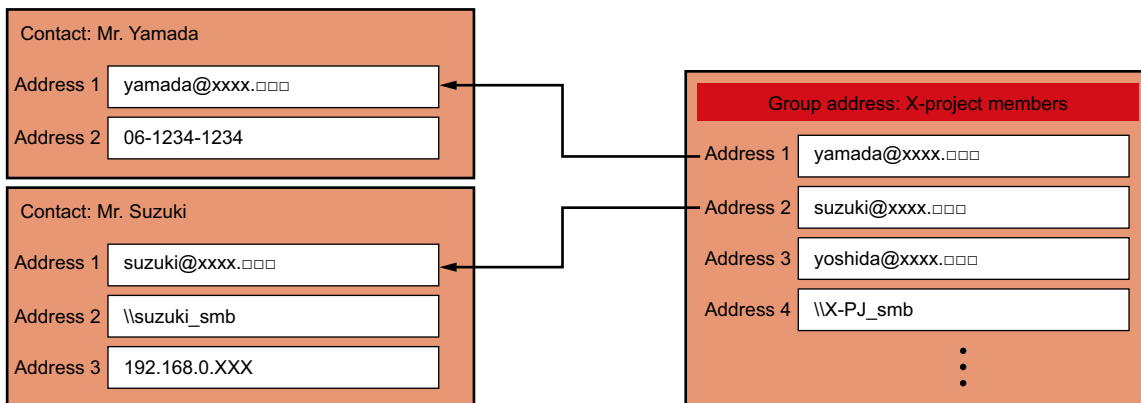 Contact: Mr. Yamada
Address 1 yamada@xxxx.□□□
Address 2 06-1234-1234
Contact: Mr. Suzuki
Address 1 suzuki@xxxx.□□□
Address 2 \\suzuki_smb
Address 3 192.168.0.XXX
Group address: X-project members
Address 1 yamada@xxxx.□□□
Address 2 suzuki@xxxx.□□□
Address 3 yoshida@xxxx.□□□
Address 4 \\X-PJ_smb